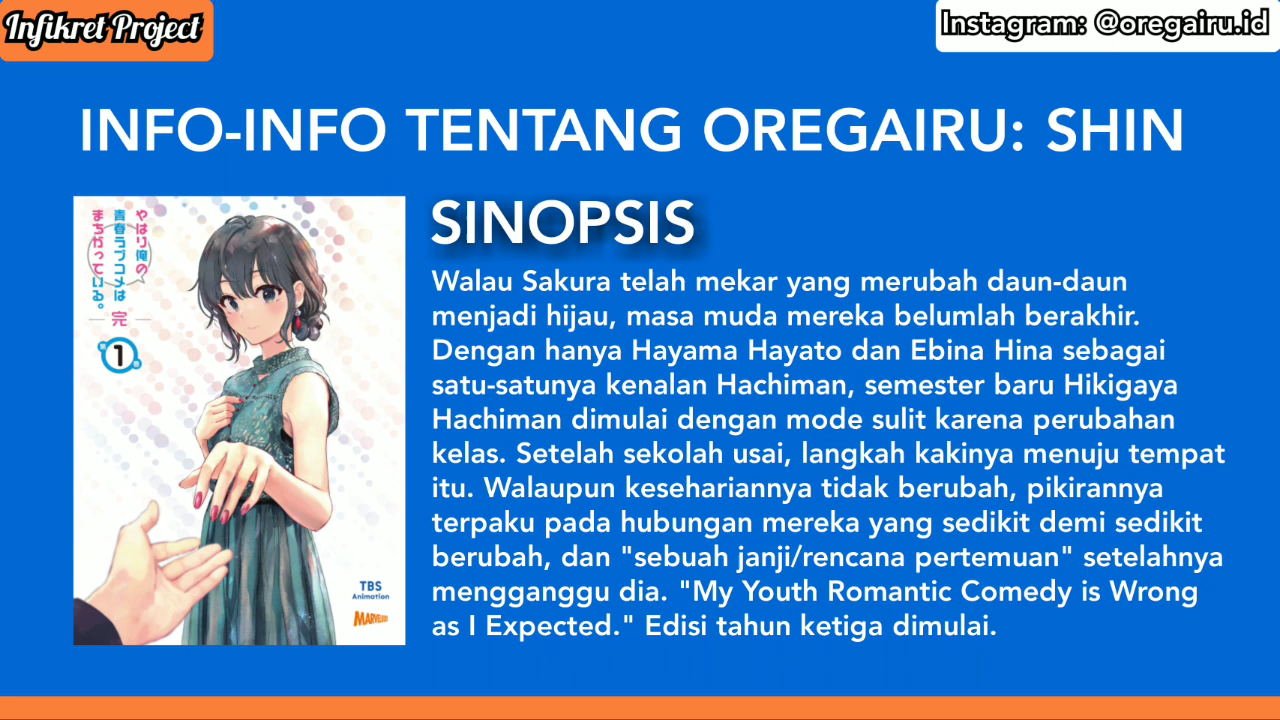 Infikret Project
Instagram: @oregairu.id
INFO-INFO TENTANG OREGAIRU: SHIN
やはり俺の
青春ラブコメは
まちがっている。
完
1
TBS
Animation
MARVELOUS!
SINOPSIS
Walau Sakura telah mekar yang merubah daun-daun
menjadi hijau, masa muda mereka belumlah berakhir.
Dengan hanya Hayama Hayato dan Ebina Hina sebagai
satu-satunya kenalan Hachiman, semester baru Hikigaya
Hachiman dimulai dengan mode sulit karena perubahan
kelas. Setelah sekolah usai, langkah kakinya menuju tempat
itu. Walaupun kesehariannya tidak berubah, pikirannya
terpaku pada hubungan mereka yang sedikit demi sedikit
berubah, dan "sebuah janji/rencana pertemuan" setelahnya
mengganggu dia. "My Youth Romantic Comedy is Wrong
as I Expected." Edisi tahun ketiga dimulai.